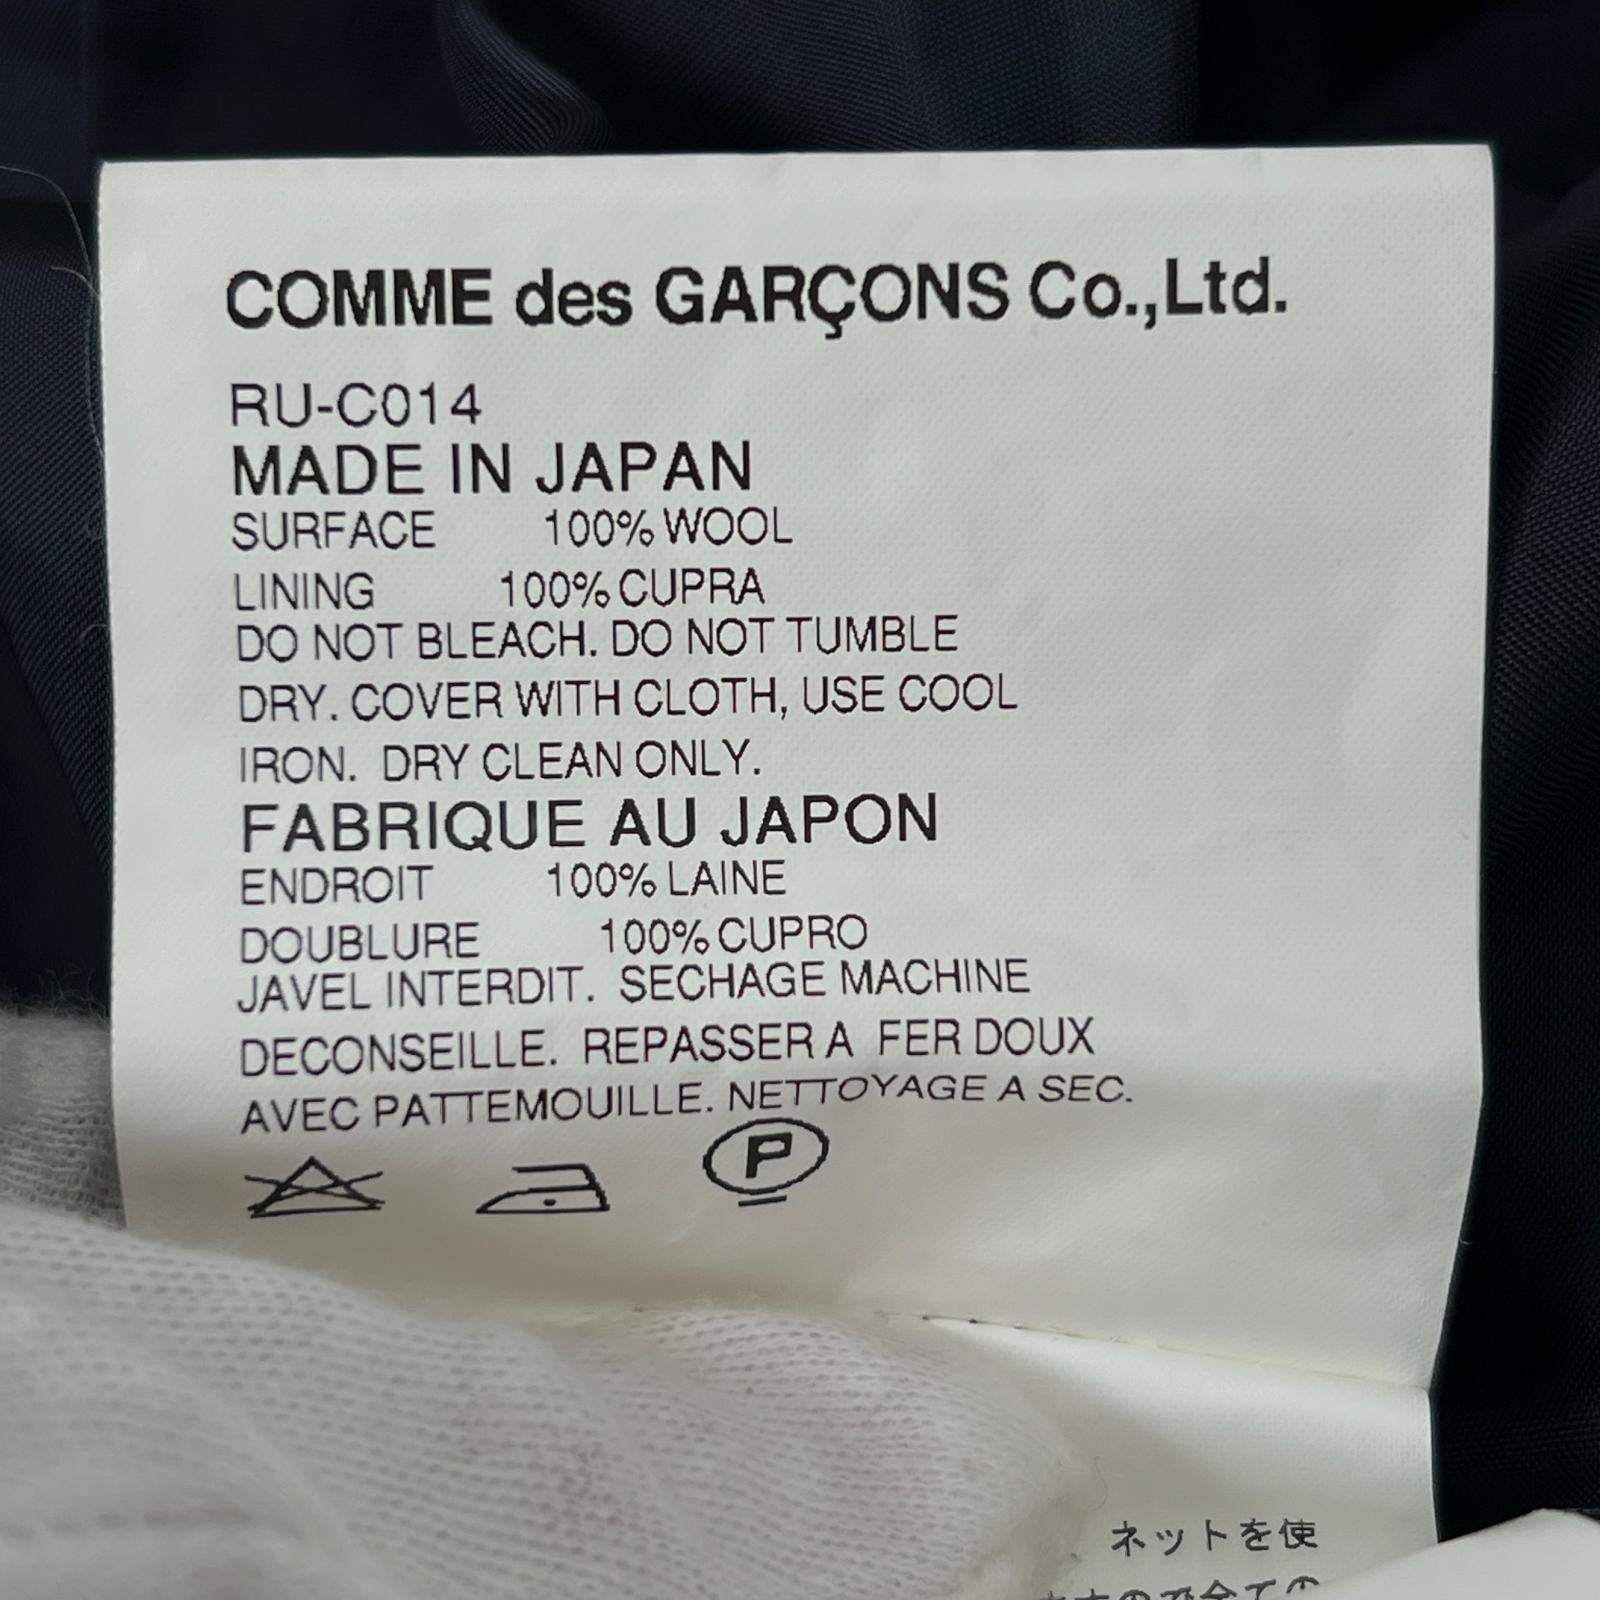 COMME des GARÇONS Co.,Ltd.
RU-C014
MADE IN JAPAN
SURFACE 100% WOOL
LINING 100% CUPRA
DO NOT BLEACH. DO NOT TUMBLE
DRY. COVER WITH CLOTH, USE COOL
IRON. DRY CLEAN ONLY.
FABRIQUE AU JAPON
ENDROIT 100% LAINE
DOUBLURE 100% CUPRO
JAVEL INTERDIT. SECHAGE MACHINE
DECONSEILLE. REPASSER A FER DOUX
AVEC PATTEMOUILLE. NETTOYAGE A SEC.
P
ネットを使